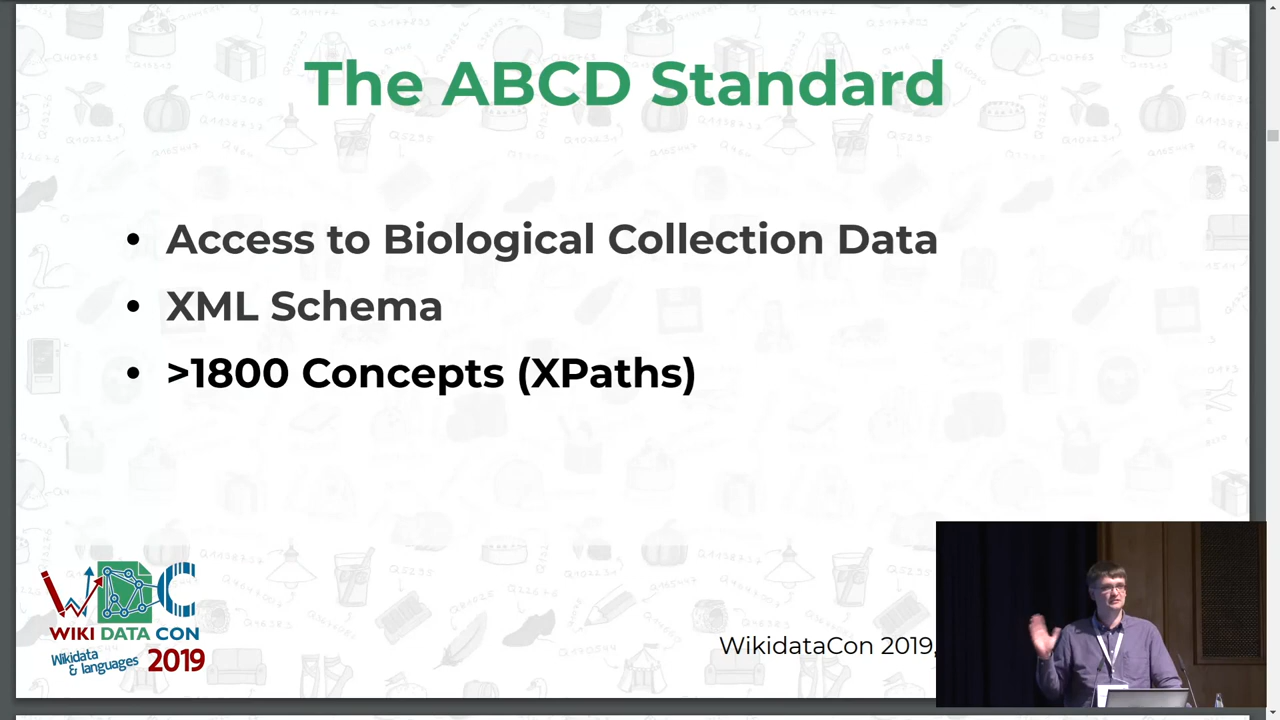 The ABCD Standard
• Access to Biological Collection Data
• XML Schema
• >1800 Concepts (XPaths)
WIKI DATA CON
Wikidata
& languages 2019
WikidataCon 2019,